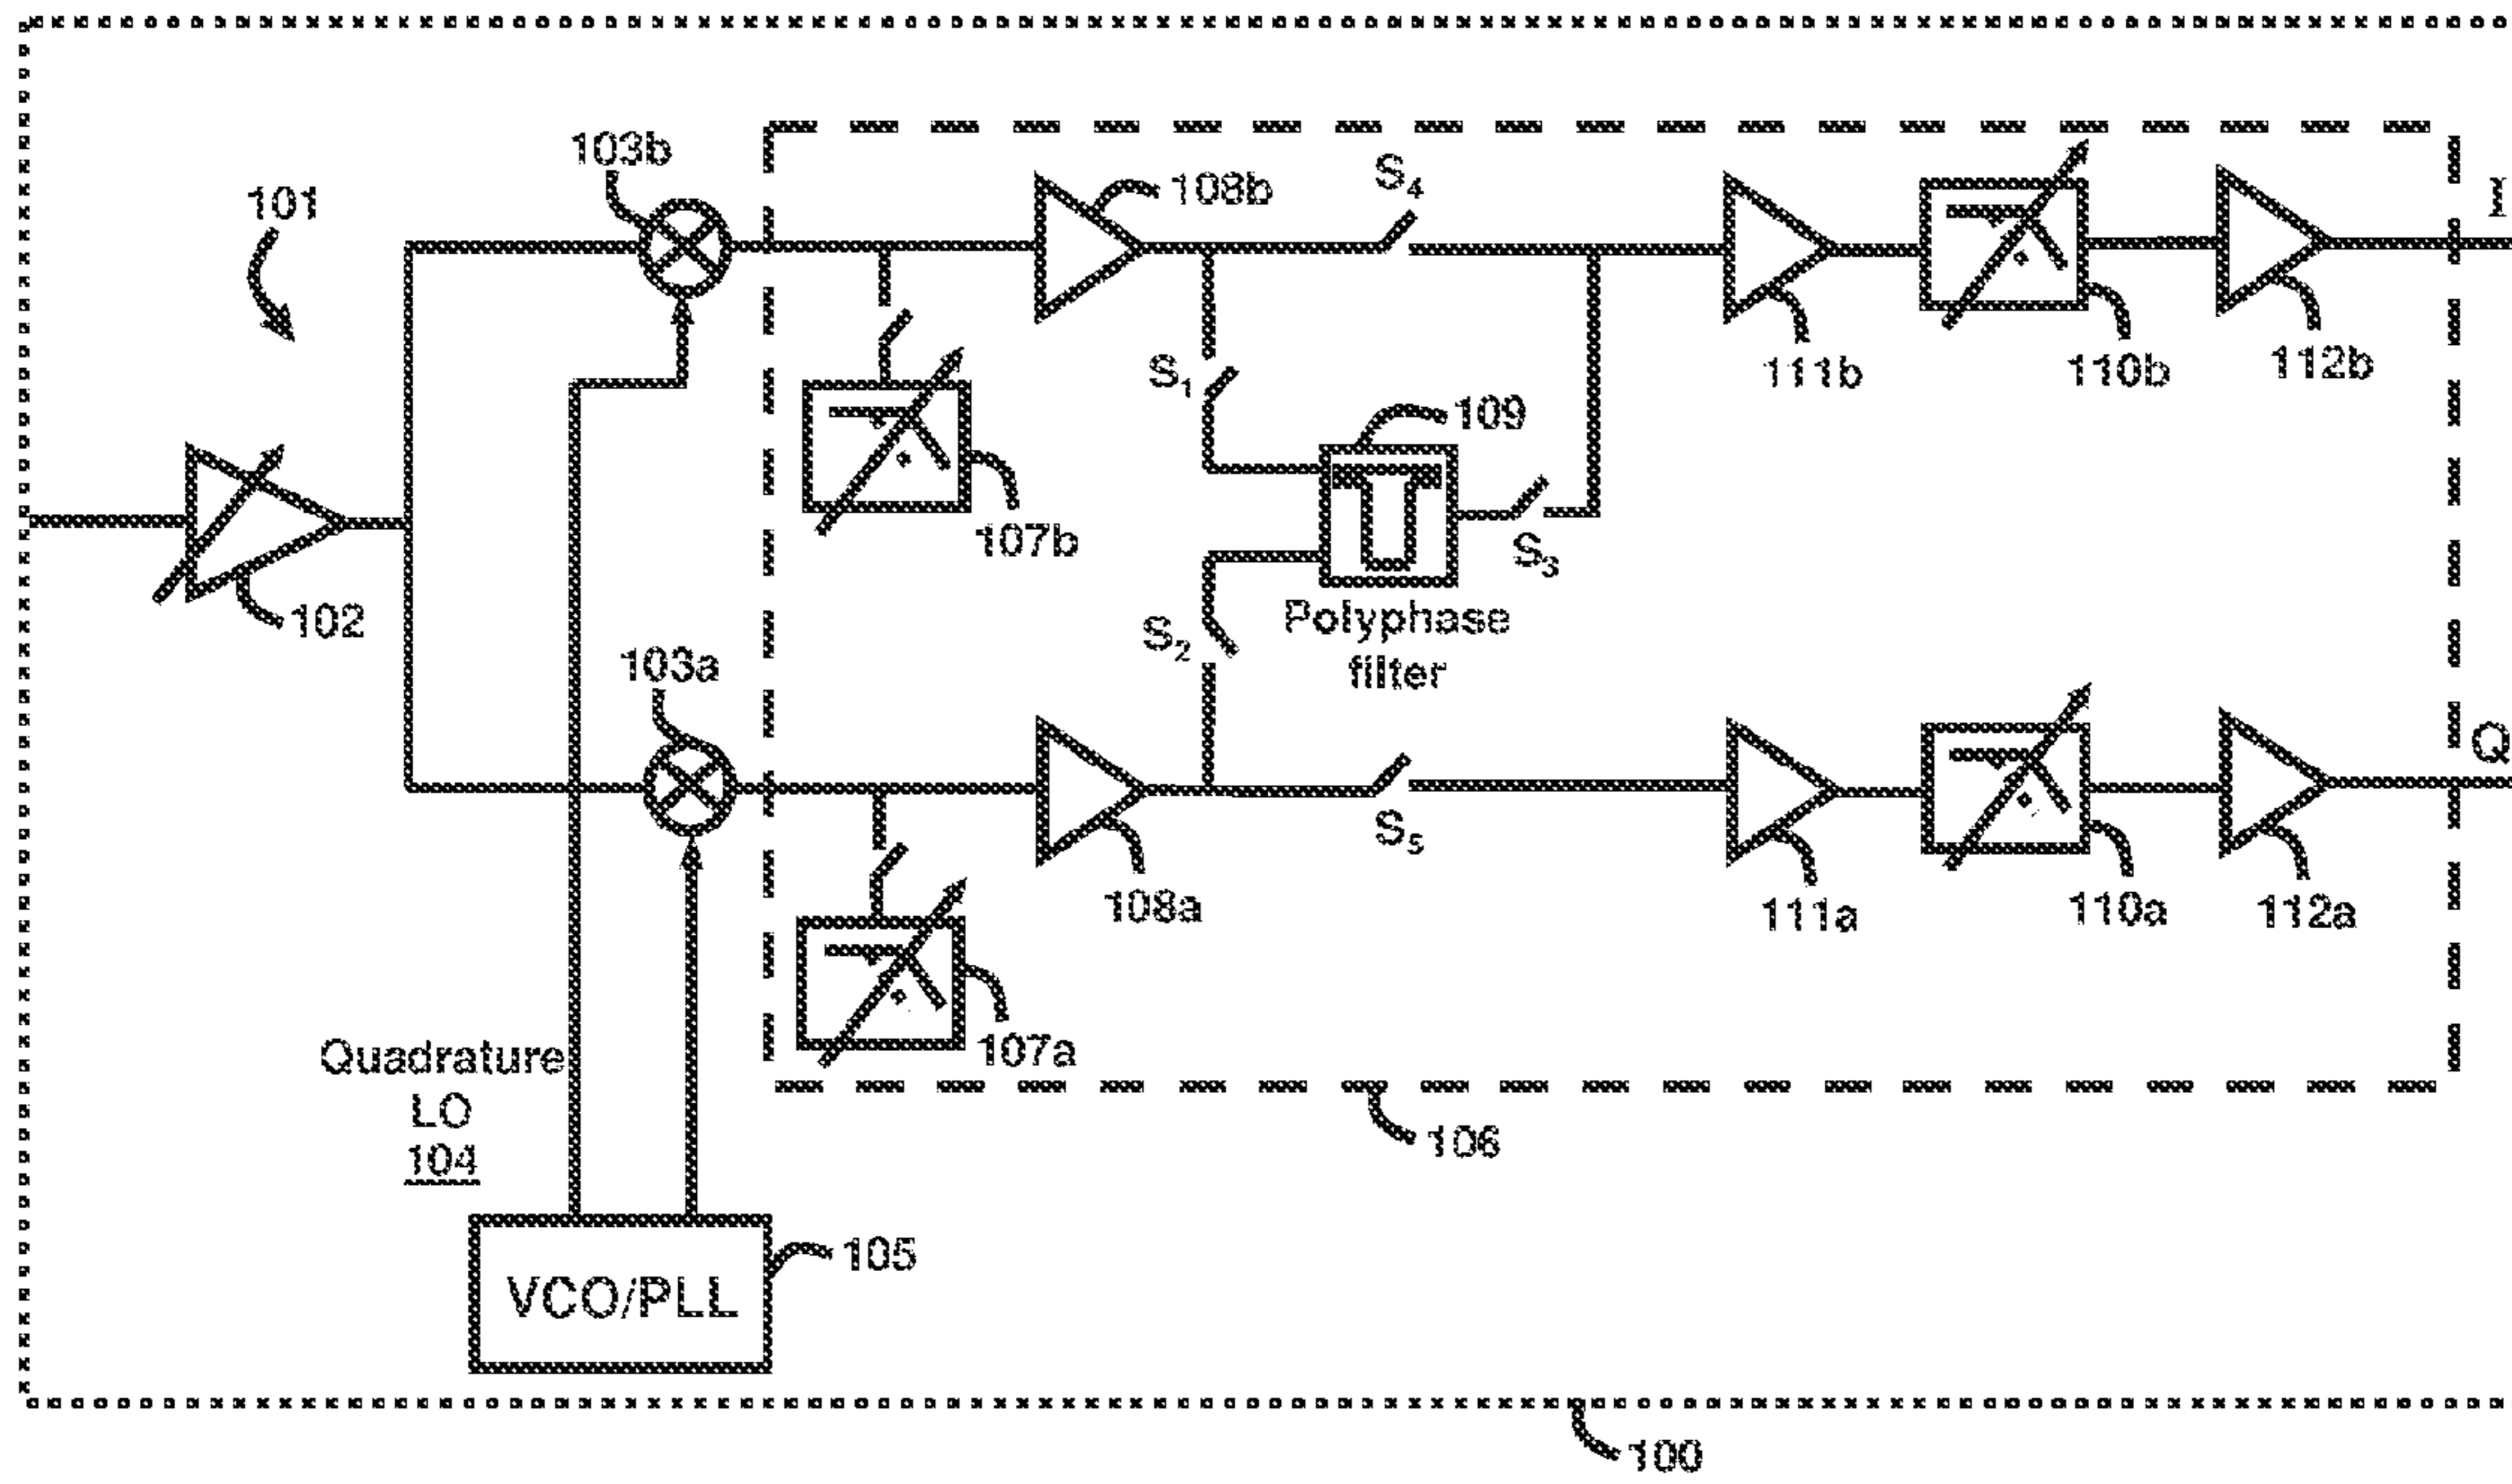 103b
101
108b
S4
I
111b
110b
112b
S1
109
107b
S3
102
Polyphase
filter
S2
103a
Q
S5
108a
111a
110a
112a
107a
Quadrature
LO
104
106
105
VCO/PLL
100